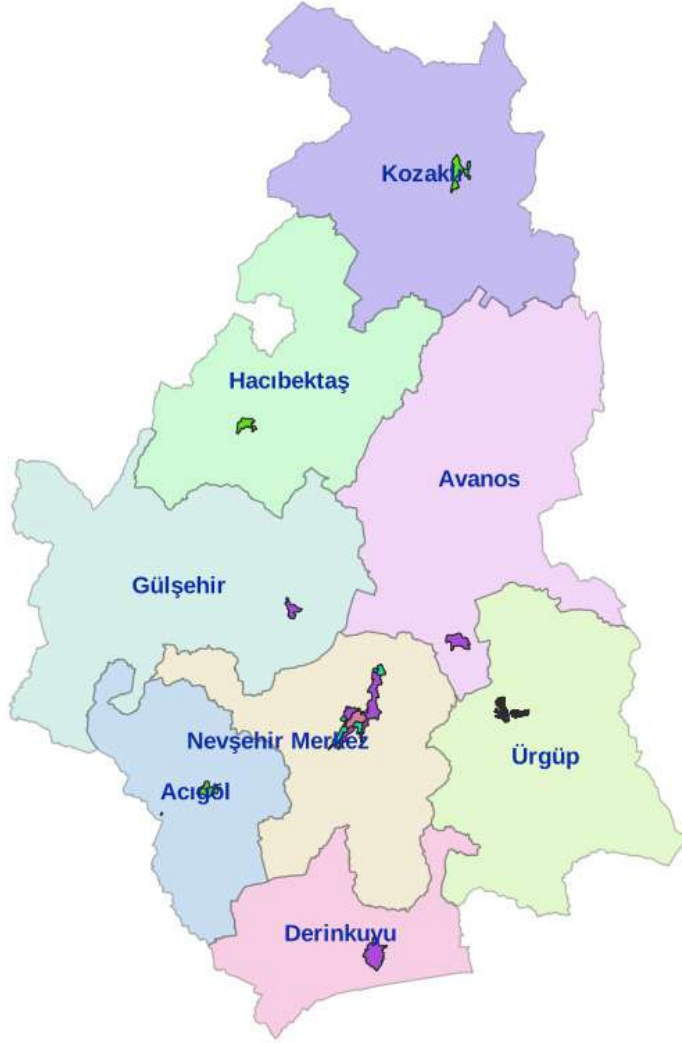 Kozaklı
Hacıbektaş
Avanos
Gülşehir
Nevşehir Merkez
Ürgüp
Acıgöl
Derinkuyu